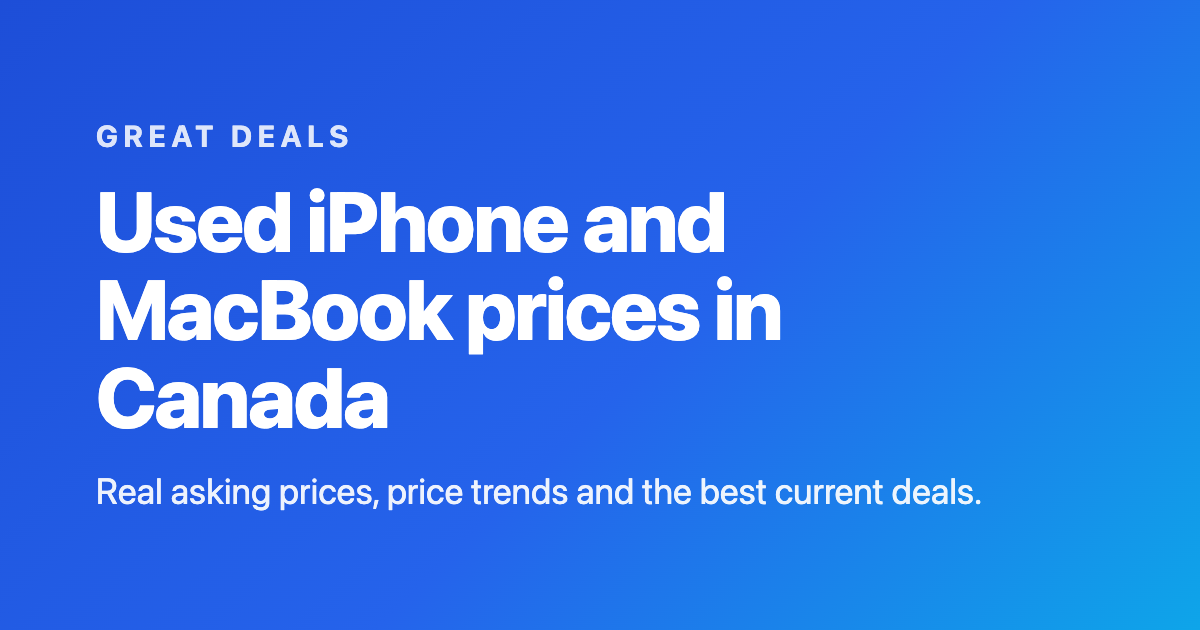 GREAT DEALS
Used iPhone and
MacBook prices in
Canada
Real asking prices, price trends and the best current deals.